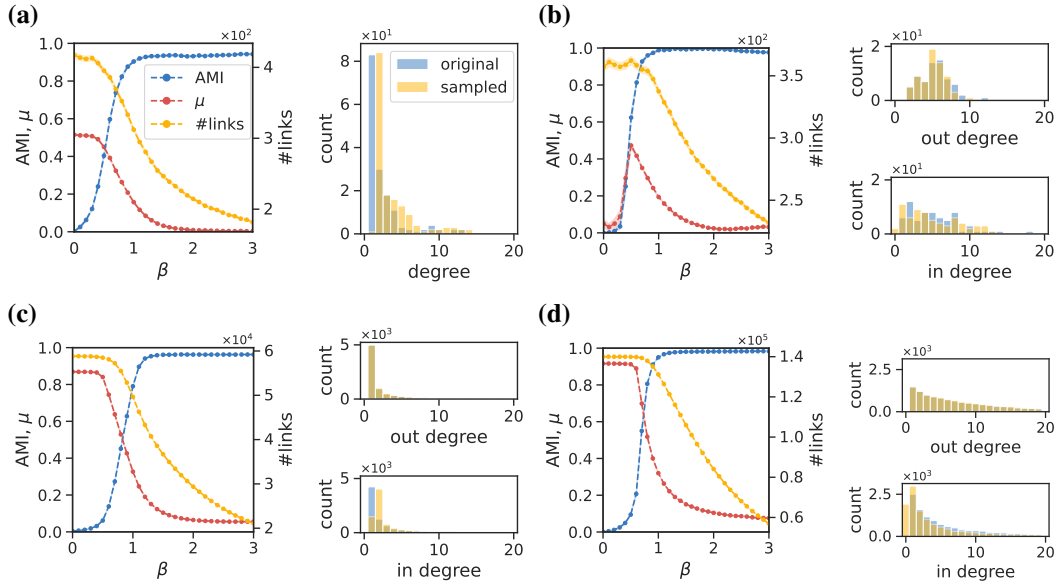 (a)
×10²
1.0
0.8
0.6
0.4
0.2
0.0
AMI, μ
AMI
μ
#links
4
3
2
#links
0 1 2 3
β
×10¹
8
6
4
2
0
count
original
sampled
0 10 20
degree
(b)
×10²
1.0
0.8
0.6
0.4
0.2
0.0
AMI, μ
3.6
3.0
2.4
#links
0 1 2 3
β
×10¹
2
0
count
0 10 20
out degree
×10¹
2
0
count
0 10 20
in degree
(c)
×10⁴
1.0
0.8
0.6
0.4
0.2
0.0
AMI, μ
6
5
4
3
2
#links
0 1 2 3
β
×10³
5
0
count
0 10 20
out degree
×10³
5
0
count
0 10 20
in degree
(d)
×10⁵
1.0
0.8
0.6
0.4
0.2
0.0
AMI, μ
1.4
1.2
1.0
0.8
0.6
#links
0 1 2 3
β
×10³
2.5
0.0
count
0 10 20
out degree
×10³
2.5
0.0
count
0 10 20
in degree